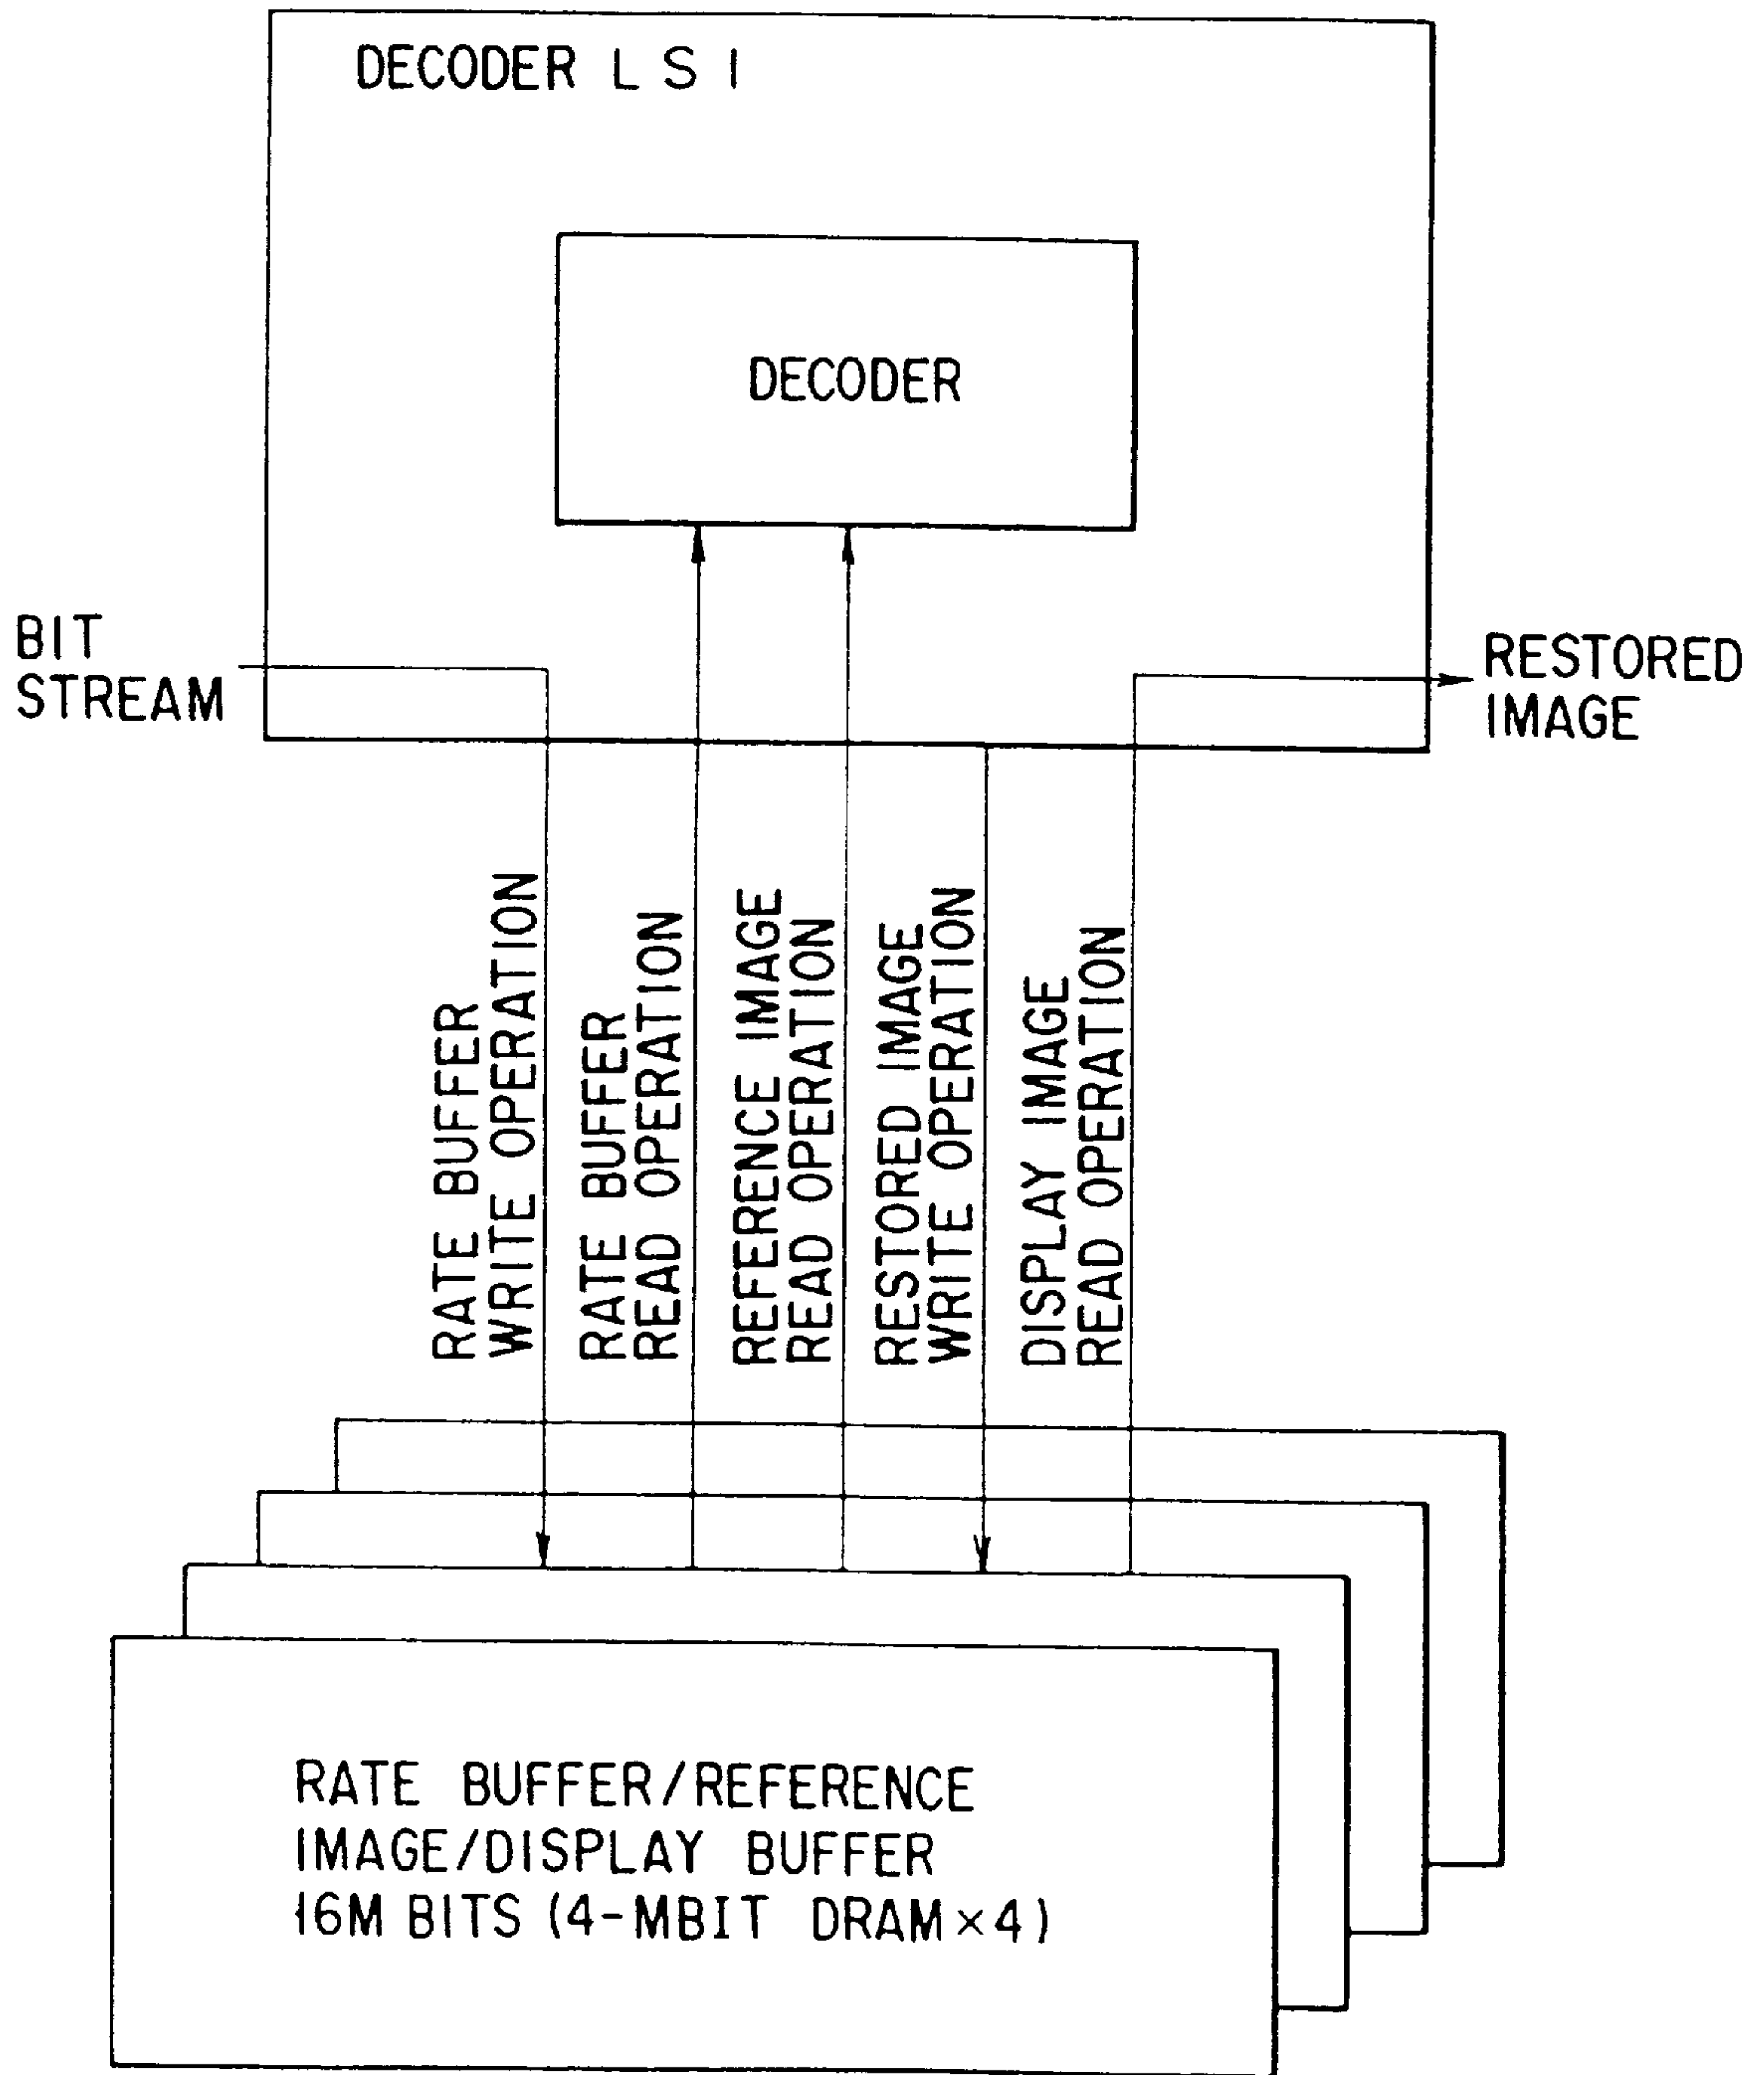 DECODER LSI
DECODER
BIT
STREAM
RESTORED
IMAGE
RATE BUFFER
WRITE OPERATION
RATE BUFFER
READ OPERATION
REFERENCE IMAGE
READ OPERATION
RESTORED IMAGE
WRITE OPERATION
DISPLAY IMAGE
READ OPERATION
RATE BUFFER/REFERENCE
IMAGE/DISPLAY BUFFER
16M BITS (4-MBIT DRAM×4)